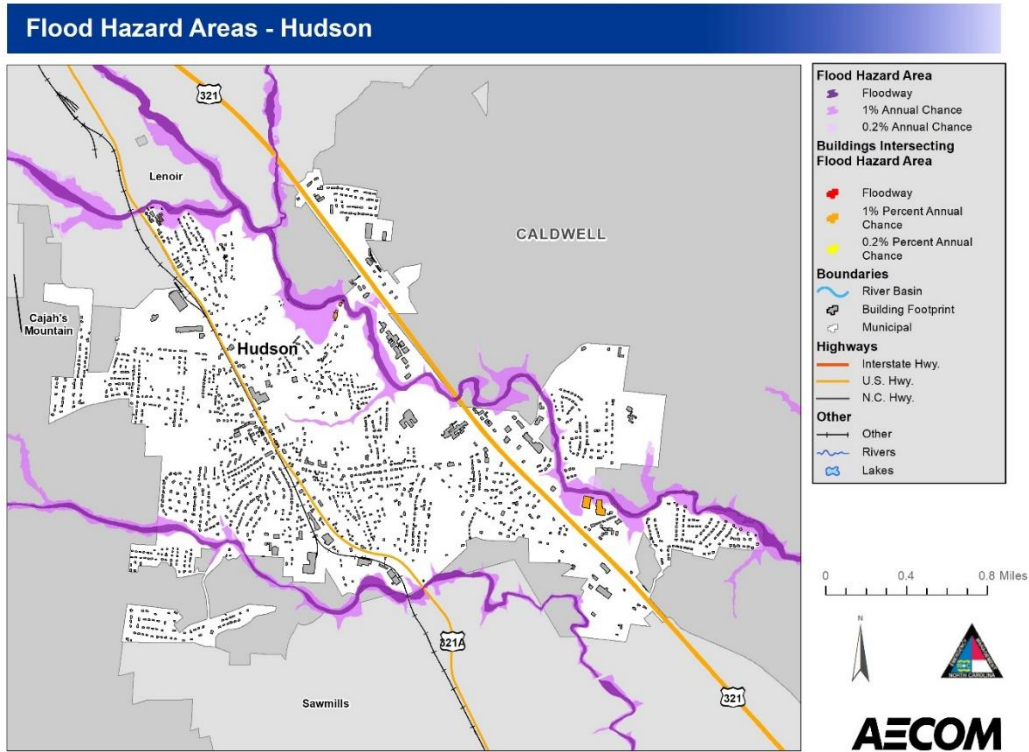 Flood Hazard Areas - Hudson
321
Lenoir
CALDWELL
Cajah's
Mountain
Hudson
321A
Sawmills
321
Flood Hazard Area
Floodway
1% Annual Chance
0.2% Annual Chance
Buildings Intersecting
Flood Hazard Area
Floodway
1% Percent Annual
Chance
0.2% Percent Annual
Chance
Boundaries
River Basin
Building Footprint
Municipal
Highways
Interstate Hwy.
U.S. Hwy.
N.C. Hwy.
Other
Other
Rivers
Lakes
0 0.4 0.8 Miles
N
NORTH CAROLINA
AECOM